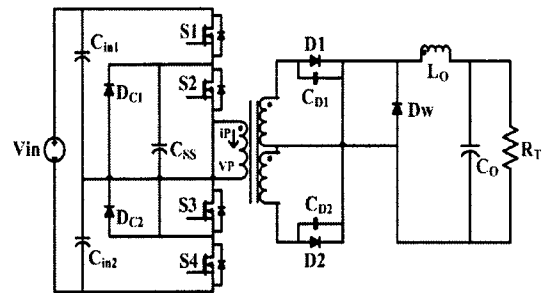 S1
Cin1
D1
S2
LO
DC1
CD1
iP
Dw
Vin
CSS
VP
RT
CO
S3
CD2
DC2
Cin2
S4
D2